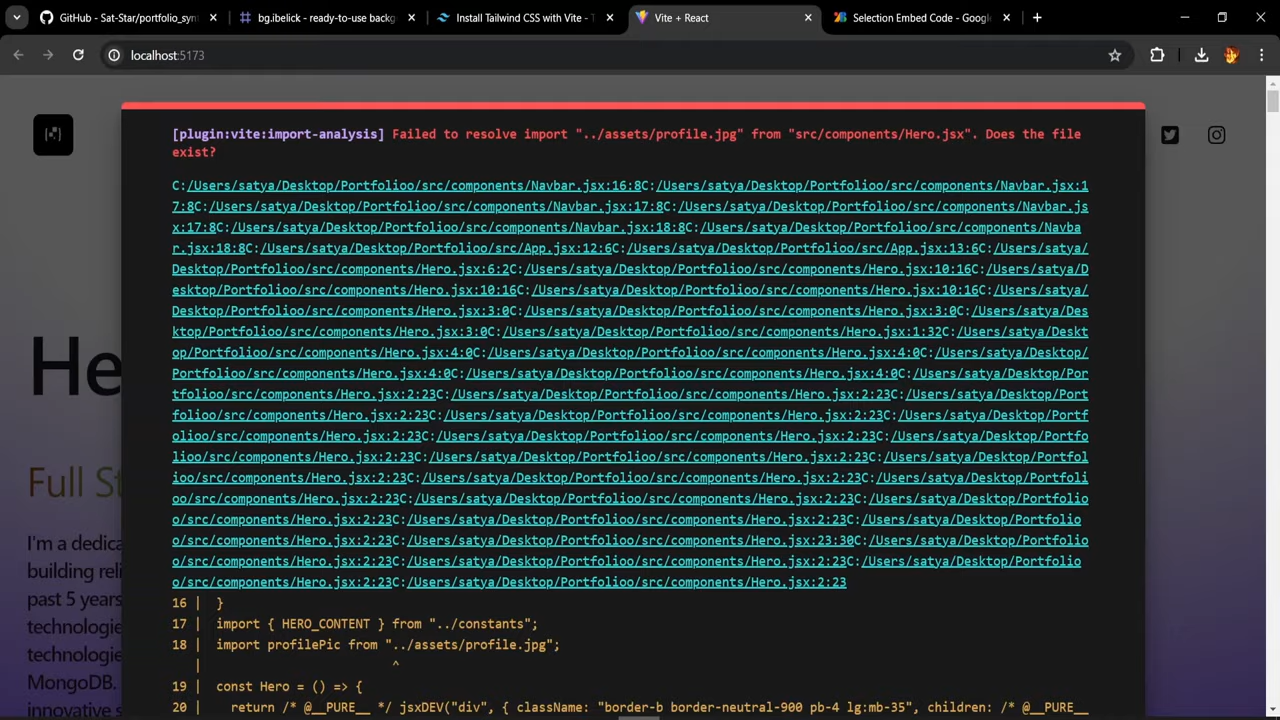 GitHub - Sat-Star/portfolio_syn
bg.ibelick - ready-to-use backg
Install Tailwind CSS with Vite - T
Vite + React
Selection Embed Code - Google
localhost:5173
[plugin:vite:import-analysis] Failed to resolve import "../assets/profile.jpg" from "src/components/Hero.jsx". Does the file
exist?
C:/Users/satya/Desktop/Portfolioo/src/components/Navbar.jsx:16:8C:/Users/satya/Desktop/Portfolioo/src/components/Navbar.jsx:1
7:8C:/Users/satya/Desktop/Portfolioo/src/components/Navbar.jsx:17:8C:/Users/satya/Desktop/Portfolioo/src/components/Navbar.js
x:17:8C:/Users/satya/Desktop/Portfolioo/src/components/Navbar.jsx:18:8C:/Users/satya/Desktop/Portfolioo/src/components/Navba
r.jsx:18:8C:/Users/satya/Desktop/Portfolioo/src/App.jsx:12:6C:/Users/satya/Desktop/Portfolioo/src/App.jsx:13:6C:/Users/satya/
Desktop/Portfolioo/src/components/Hero.jsx:6:2C:/Users/satya/Desktop/Portfolioo/src/components/Hero.jsx:10:16C:/Users/satya/D
esktop/Portfolioo/src/components/Hero.jsx:10:16C:/Users/satya/Desktop/Portfolioo/src/components/Hero.jsx:10:16C:/Users/satya/
Desktop/Portfolioo/src/components/Hero.jsx:3:0C:/Users/satya/Desktop/Portfolioo/src/components/Hero.jsx:3:0C:/Users/satya/Des
ktop/Portfolioo/src/components/Hero.jsx:3:0C:/Users/satya/Desktop/Portfolioo/src/components/Hero.jsx:1:32C:/Users/satya/Deskt
op/Portfolioo/src/components/Hero.jsx:4:0C:/Users/satya/Desktop/Portfolioo/src/components/Hero.jsx:4:0C:/Users/satya/Desktop/
Portfolioo/src/components/Hero.jsx:4:0C:/Users/satya/Desktop/Portfolioo/src/components/Hero.jsx:4:0C:/Users/satya/Desktop/Por
tfolioo/src/components/Hero.jsx:2:23C:/Users/satya/Desktop/Portfolioo/src/components/Hero.jsx:2:23C:/Users/satya/Desktop/Port
folioo/src/components/Hero.jsx:2:23C:/Users/satya/Desktop/Portfolioo/src/components/Hero.jsx:2:23C:/Users/satya/Desktop/Portf
olioo/src/components/Hero.jsx:2:23C:/Users/satya/Desktop/Portfolioo/src/components/Hero.jsx:2:23C:/Users/satya/Desktop/Portfo
lioo/src/components/Hero.jsx:2:23C:/Users/satya/Desktop/Portfolioo/src/components/Hero.jsx:2:23C:/Users/satya/Desktop/Portfol
ioo/src/components/Hero.jsx:2:23C:/Users/satya/Desktop/Portfolioo/src/components/Hero.jsx:2:23C:/Users/satya/Desktop/Portfoli
oo/src/components/Hero.jsx:2:23C:/Users/satya/Desktop/Portfolioo/src/components/Hero.jsx:2:23C:/Users/satya/Desktop/Portfolio
o/src/components/Hero.jsx:2:23C:/Users/satya/Desktop/Portfolioo/src/components/Hero.jsx:2:23C:/Users/satya/Desktop/Portfolio
o/src/components/Hero.jsx:2:23C:/Users/satya/Desktop/Portfolioo/src/components/Hero.jsx:23:30C:/Users/satya/Desktop/Portfolio
o/src/components/Hero.jsx:2:23C:/Users/satya/Desktop/Portfolioo/src/components/Hero.jsx:2:23C:/Users/satya/Desktop/Portfolio
o/src/components/Hero.jsx:2:23C:/Users/satya/Desktop/Portfolioo/src/components/Hero.jsx:2:23
16 | }
17 | import { HERO_CONTENT } from "../constants";
18 | import profilePic from "../assets/profile.jpg";
| ^
19 | const Hero = () => {
20 | return /* @__PURE__ */ jsxDEV("div", { className: "border-b border-neutral-900 pb-4 lg:mb-35", children: /* @__PURE__
He
Full St
I'm a dedica
building reli
past 5 years
technologie
technologie
MongoDB.
innovative s